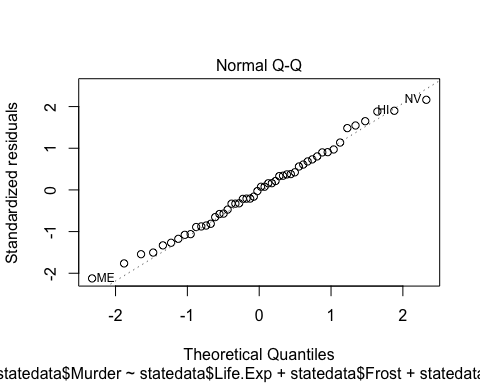 Normal Q-Q
Standardized residuals
2
1
0
-1
-2
NV
HI
ME
-2 -1 0 1 2
Theoretical Quantiles
statedata$Murder ~ statedata$Life.Exp + statedata$Frost + statedata